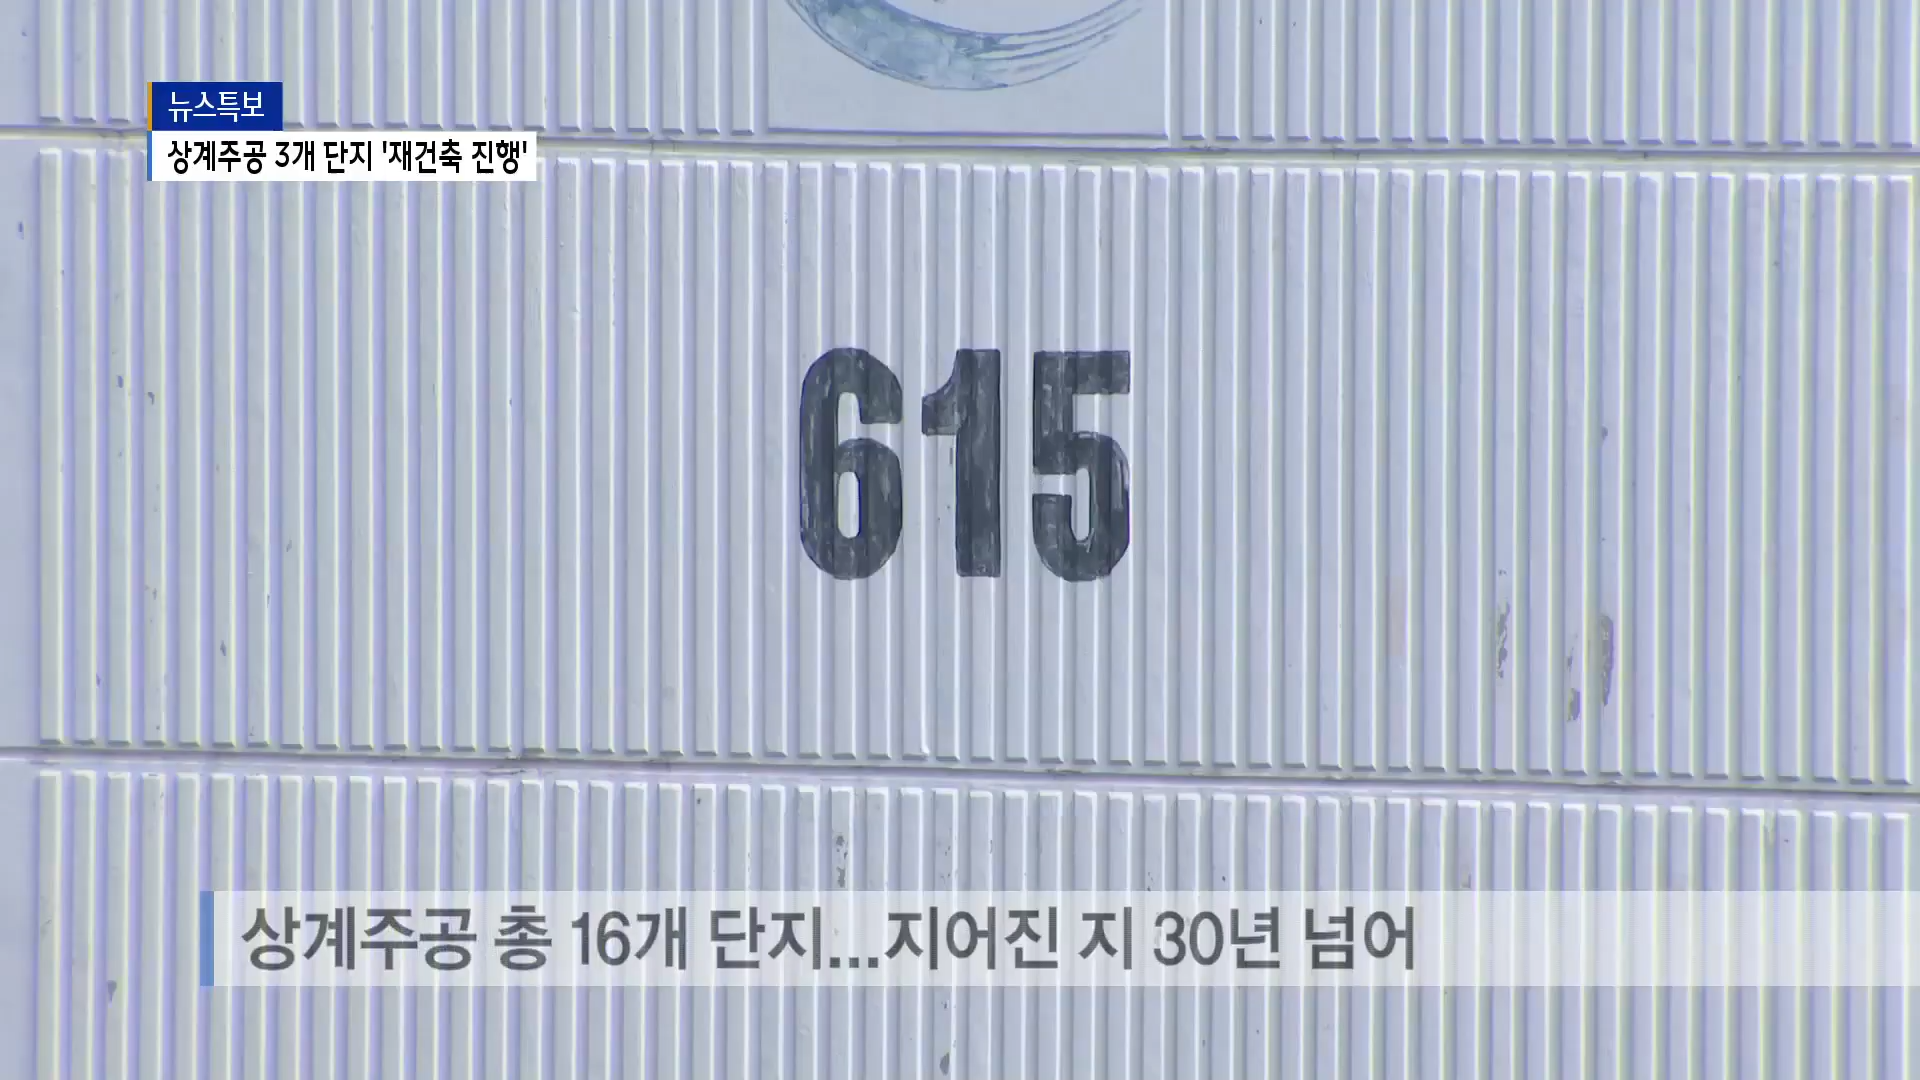 뉴스특보
상계주공 3개 단지 '재건축 진행'
615
상계주공 총 16개 단지...지어진 지 30년 넘어